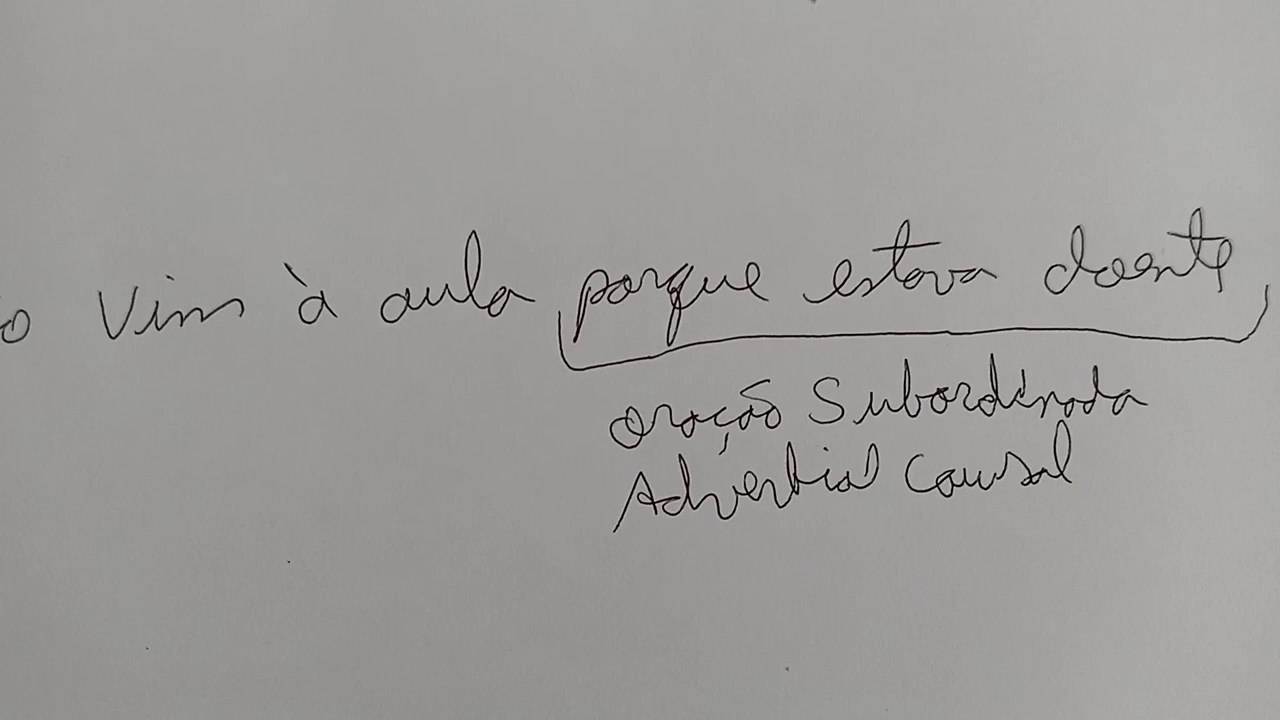 o vim à aula porque estava doente
oração Subordinada
Adverbial Causal